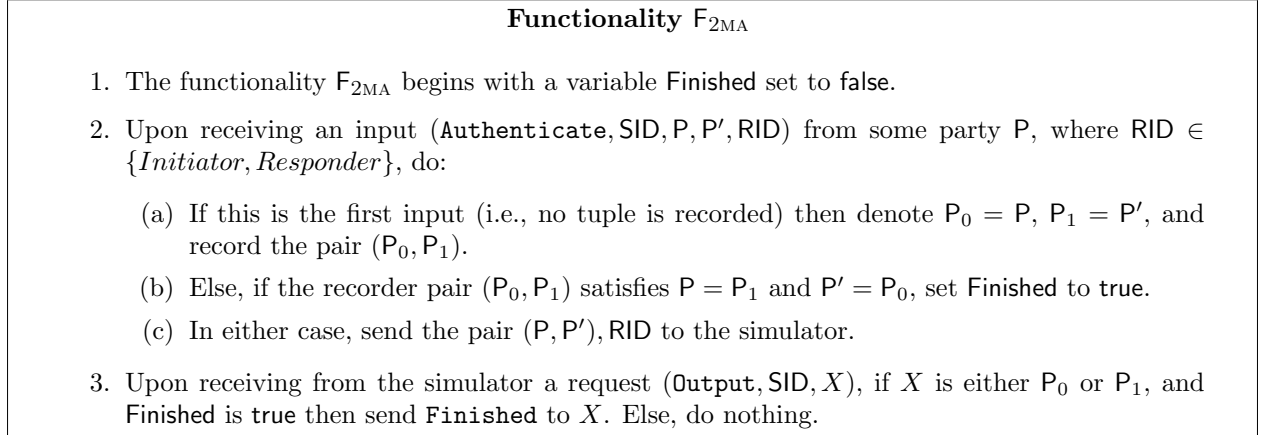 Functionality F2MA
1. The functionality F2MA begins with a variable Finished set to false.
2. Upon receiving an input (Authenticate, SID, P, P′, RID) from some party P, where RID ∈
{Initiator, Responder}, do:
(a) If this is the first input (i.e., no tuple is recorded) then denote P0 = P, P1 = P′, and
record the pair (P0, P1).
(b) Else, if the recorder pair (P0, P1) satisfies P = P1 and P′ = P0, set Finished to true.
(c) In either case, send the pair (P, P′), RID to the simulator.
3. Upon receiving from the simulator a request (Output, SID, X), if X is either P0 or P1, and
Finished is true then send Finished to X. Else, do nothing.